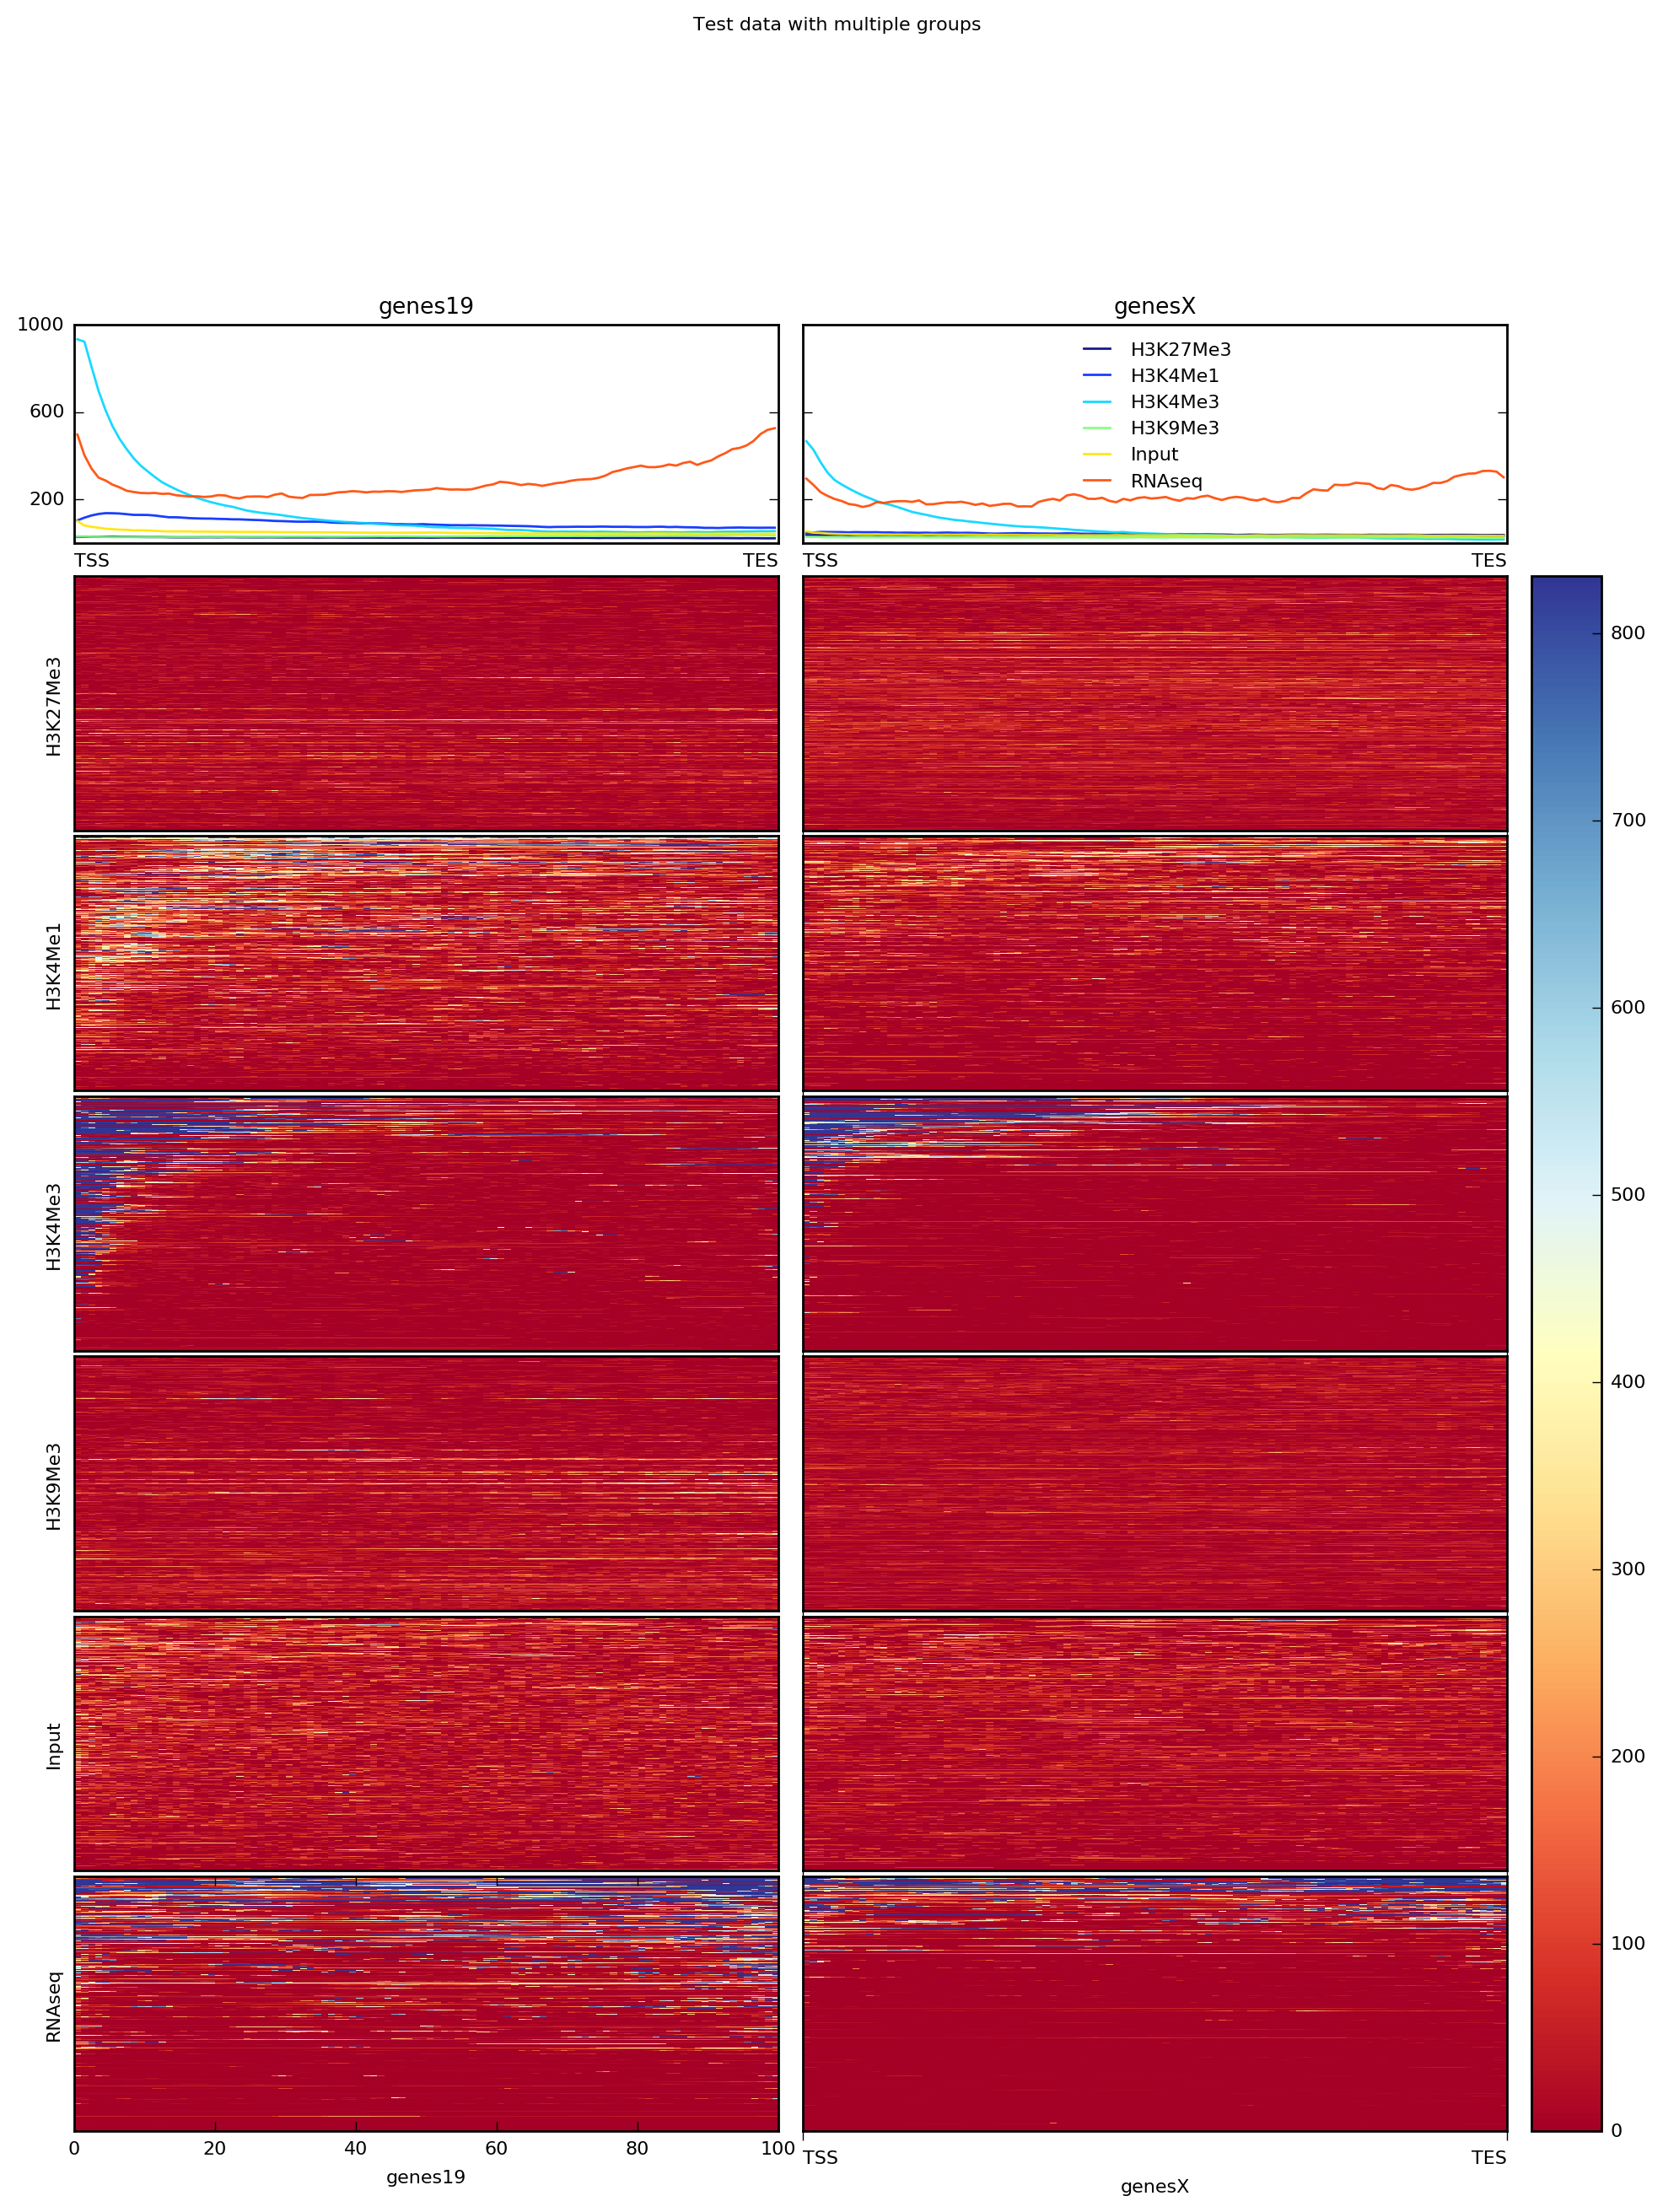 Test data with multiple groups
genes19
genesX
1000
600
200
H3K27Me3
H3K4Me1
H3K4Me3
H3K9Me3
Input
RNAseq
TSS
TES
TSS
TES
H3K27Me3
H3K4Me1
H3K4Me3
H3K9Me3
Input
RNAseq
800
700
600
500
400
300
200
100
0
0
20
40
60
80
100
TSS
TES
genes19
genesX